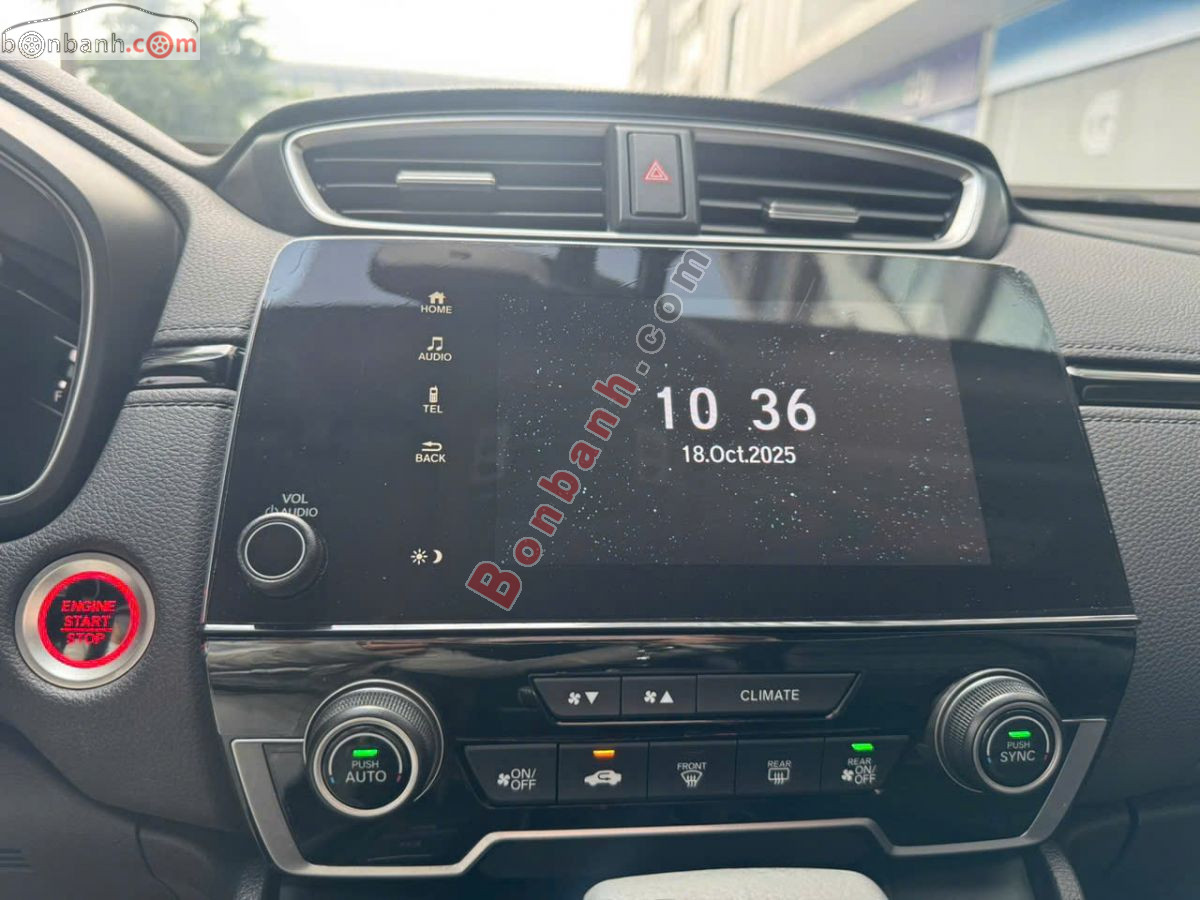 bonbanh.com
HOME
AUDIO
TEL
BACK
10 36
18.Oct.2025
Bonbanh.com
VOL
AUDIO
ENGINE
START
STOP
F
CLIMATE
PUSH
AUTO
ON/
OFF
FRONT
REAR
REAR
ON/
OFF
PUSH
SYNC